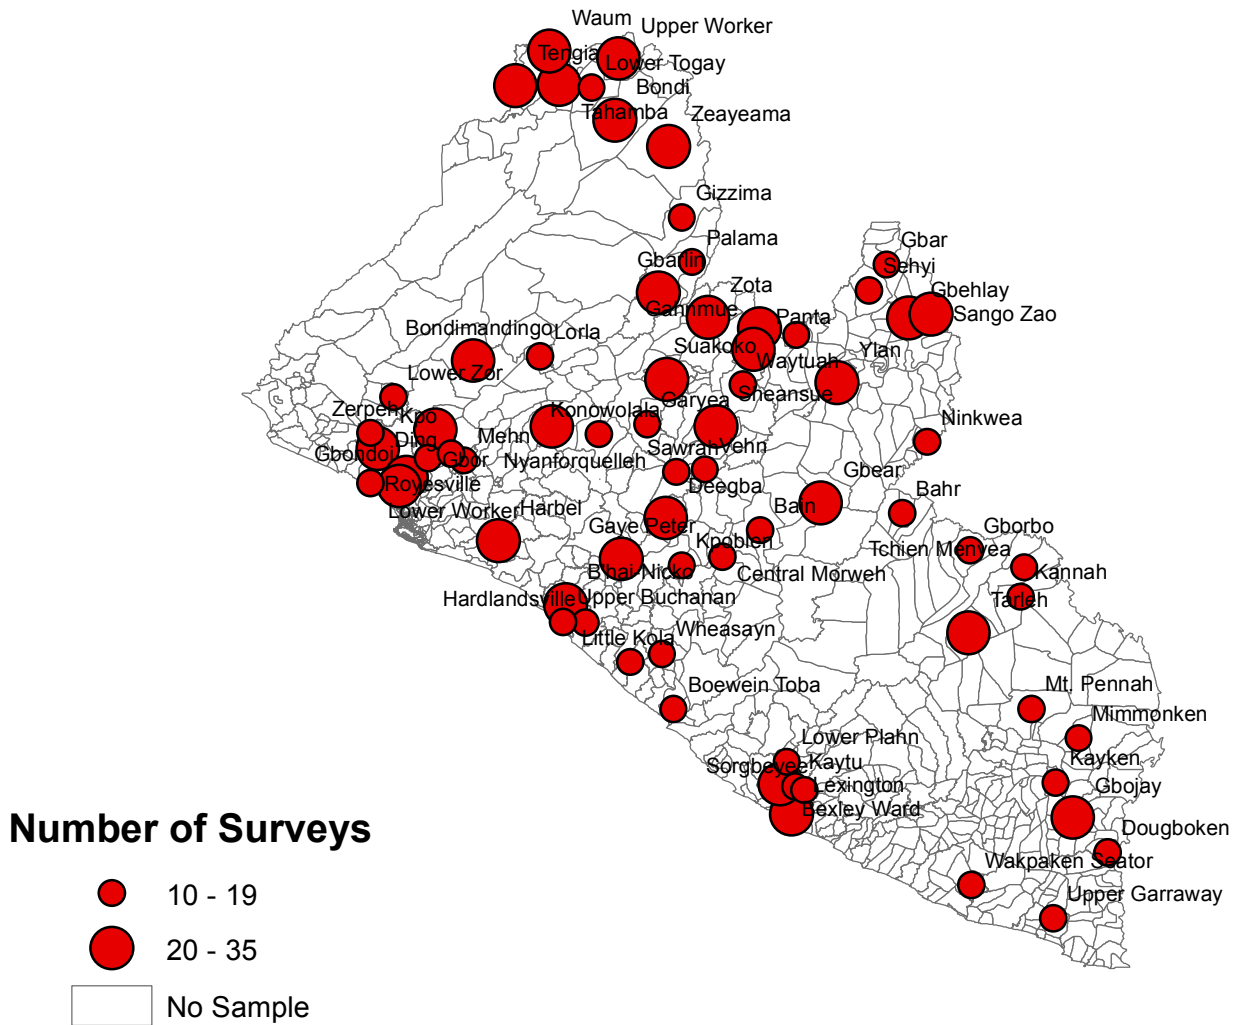 Waum
Upper Worker
Tengia
Lower Togay
Bondi
Tahamba
Zeayeama
Gizzima
Palama
Gbarlin
Gbar
Sehyi
Zota
Gbehlay
Gahnmue
Panta
Sango Zao
Bondimandingo
Lorla
Suakoko
Ylan
Waytuah
Lower Zor
Sheansue
Garyea
Zerpeh
Kpo
Konowolala
Ninkwea
Ding
Mehn
Sawrah
Vehn
Gbondoi
Gbor
Nyanforquelleh
Gbear
Royesville
Deegba
Bahr
Lower Worker
Harbel
Bain
Gaye Peter
Gborbo
Kpoblen
Tchien Menyea
B'hai-Nicko
Central Morweh
Kannah
Hardlandsville
Upper Buchanan
Tarleh
Little Kola
Wheasayn
Boewein Toba
Mt. Pennah
Mimmonken
Lower Plahn
Kaytu
Kayken
Sorgbeyee
Lexington
Gbojay
Bexley Ward
Dougboken
Wakpaken Seator
Upper Garraway
Number of Surveys
10 - 19
20 - 35
No Sample